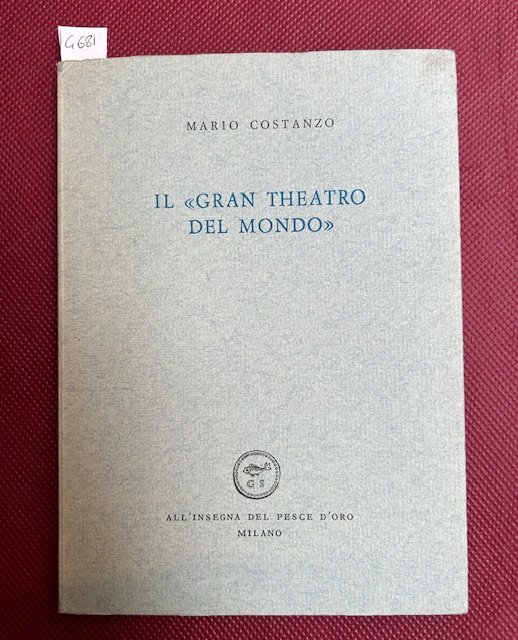 G681
MARIO COSTANZO
IL «GRAN THEATRO
DEL MONDO»
G S
ALL'INSEGNA DEL PESCE D'ORO
MILANO